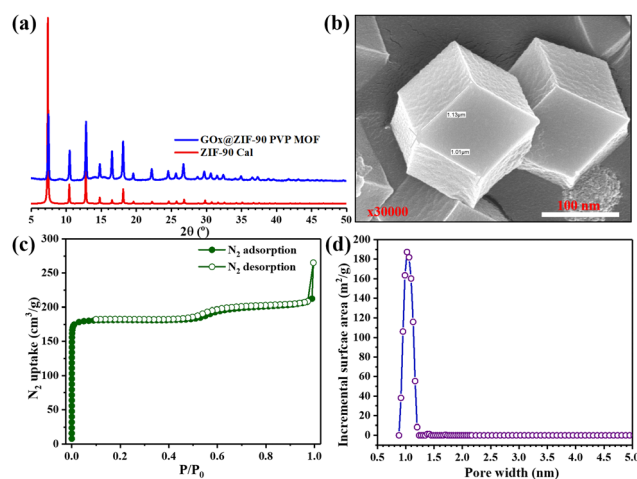 (a)
GOx@ZIF-90 PVP MOF
ZIF-90 Cal
5 10 15 20 25 30 35 40 45 50
2θ (°)
(b)
1.13µm
1.01µm
x30000
100 nm
(c)
N2 adsorption
N2 desorption
N2 uptake (cm3/g)
300
250
200
150
100
50
0
0.0 0.2 0.4 0.6 0.8 1.0
P/P0
(d)
Incremental surfcae area (m2/g)
200
180
160
140
120
100
80
60
40
20
0
0.5 1.0 1.5 2.0 2.5 3.0 3.5 4.0 4.5 5.0
Pore width (nm)